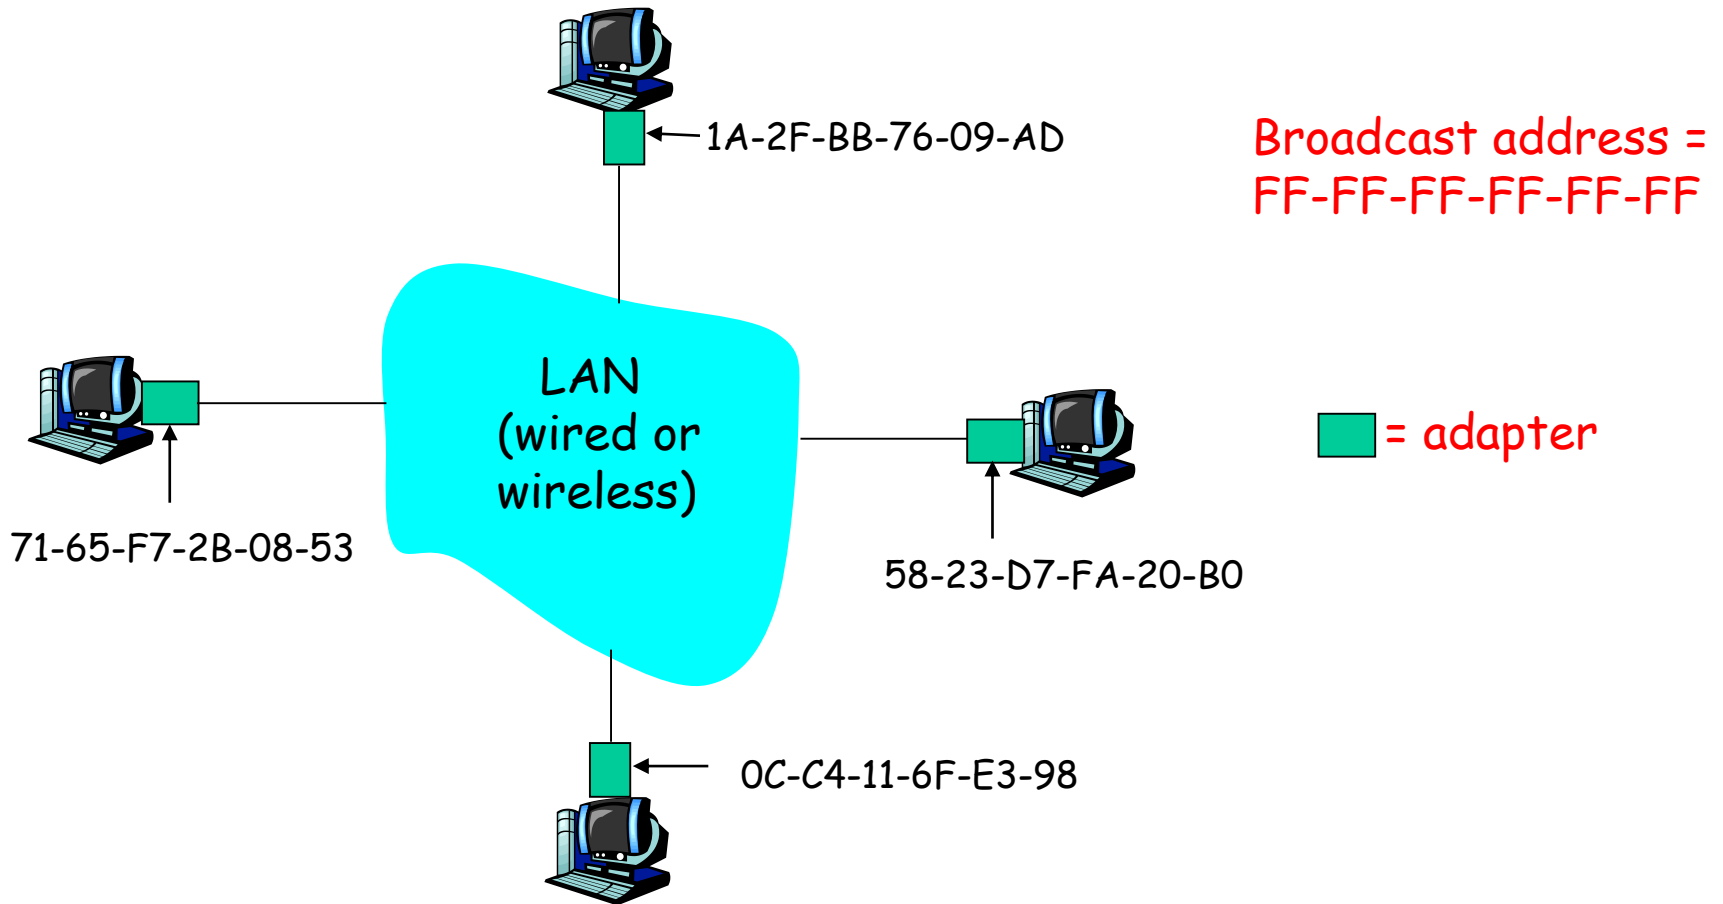 1A-2F-BB-76-09-AD
Broadcast address =
FF-FF-FF-FF-FF-FF
LAN
(wired or
wireless)
= adapter
71-65-F7-2B-08-53
58-23-D7-FA-20-B0
0C-C4-11-6F-E3-98